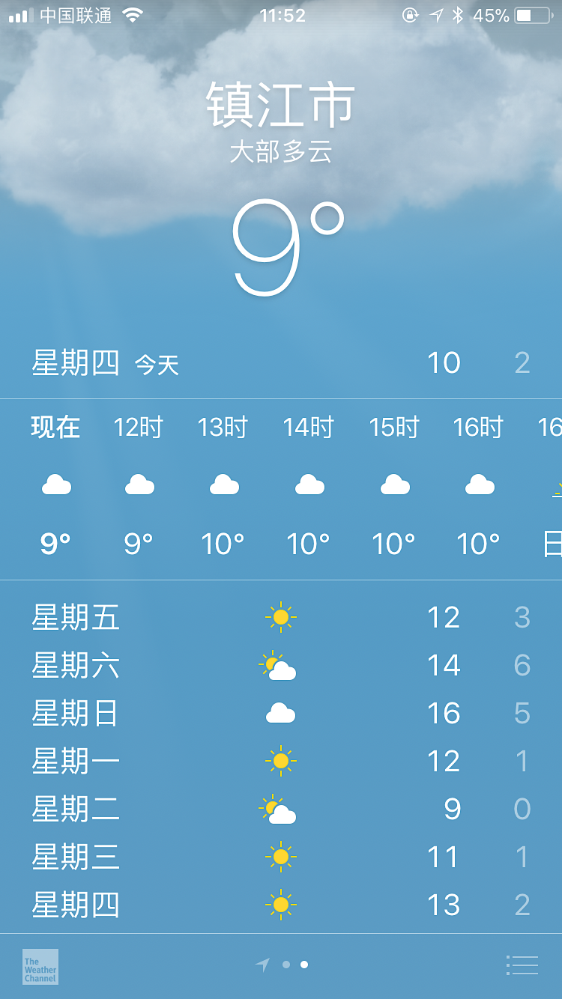 中国联通 11:52 45%
镇江市
大部多云
9°
星期四 今天 10 2
现在 12时 13时 14时 15时 16时 16
9° 9° 10° 10° 10° 10° 日
星期五 12 3
星期六 14 6
星期日 16 5
星期一 12 1
星期二 9 0
星期三 11 1
星期四 13 2
The
Weather
Channel